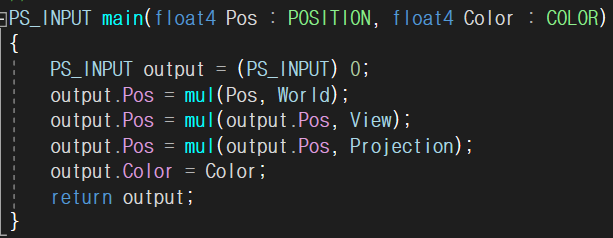 PS_INPUT main(float4 Pos : POSITION, float4 Color : COLOR)
{
    PS_INPUT output = (PS_INPUT) 0;
    output.Pos = mul(Pos, World);
    output.Pos = mul(output.Pos, View);
    output.Pos = mul(output.Pos, Projection);
    output.Color = Color;
    return output;
}